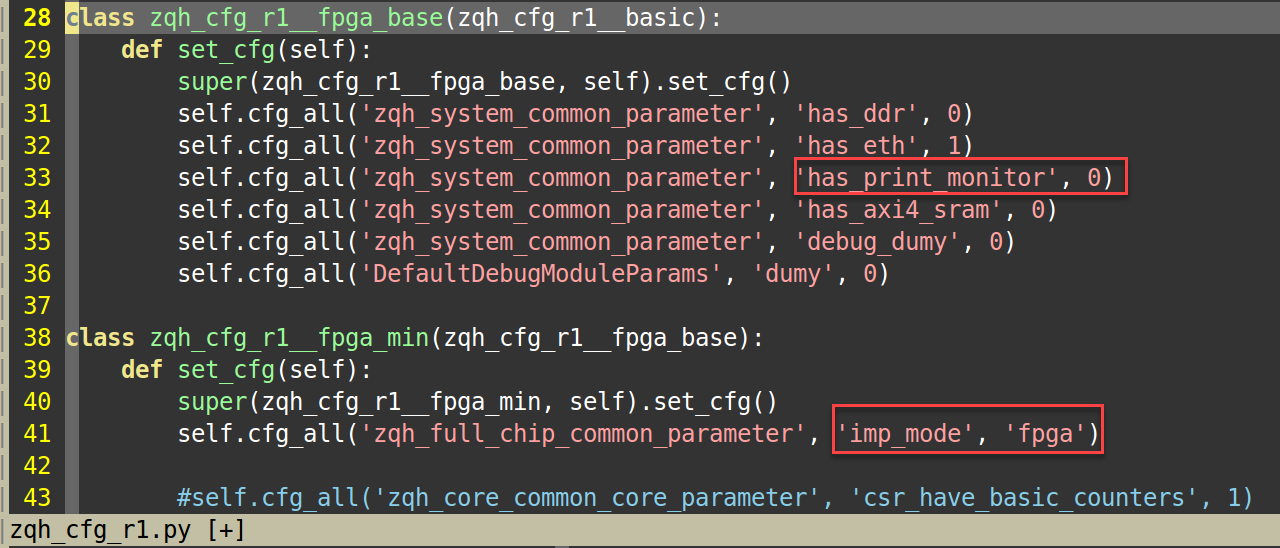 28 class zqh_cfg_r1__fpga_base(zqh_cfg_r1__basic):
29     def set_cfg(self):
30         super(zqh_cfg_r1__fpga_base, self).set_cfg()
31         self.cfg_all('zqh_system_common_parameter', 'has_ddr', 0)
32         self.cfg_all('zqh_system_common_parameter', 'has_eth', 1)
33         self.cfg_all('zqh_system_common_parameter', 'has_print_monitor', 0)
34         self.cfg_all('zqh_system_common_parameter', 'has_axi4_sram', 0)
35         self.cfg_all('zqh_system_common_parameter', 'debug_dumy', 0)
36         self.cfg_all('DefaultDebugModuleParams', 'dumy', 0)
37
38 class zqh_cfg_r1__fpga_min(zqh_cfg_r1__fpga_base):
39     def set_cfg(self):
40         super(zqh_cfg_r1__fpga_min, self).set_cfg()
41         self.cfg_all('zqh_full_chip_common_parameter', 'imp_mode', 'fpga')
42
43         #self.cfg_all('zqh_core_common_core_parameter', 'csr_have_basic_counters', 1)
zqh_cfg_r1.py [+]